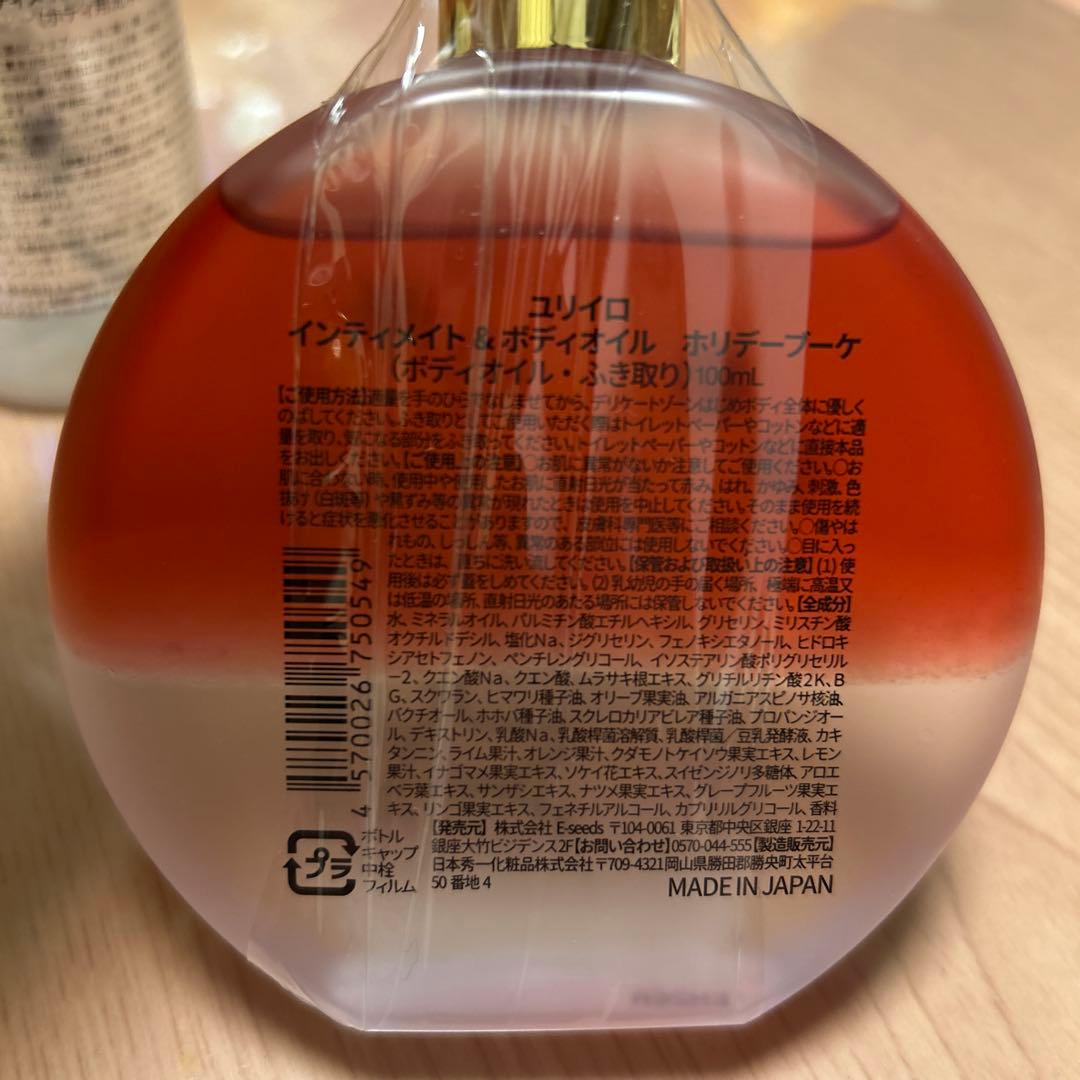 ユリイロ
インティメイト & ボディオイル　ホリデーブーケ
(ボディオイル・ふき取り)100mL
【ご使用方法】適量を手のひらでなじませてから、デリケートゾーンはじめボディ全体に優しく
のばしてください。ふき取りとしてご使用いただく際はトイレットペーパーやコットンなどに適
量を取り、気になる部分をふき取ってください。トイレットペーパーやコットンなどに直接本品
をお出しください。【ご使用上の注意】〇お肌に異常がないか注意してご使用ください。〇お
肌に合わない時、使用中や使用したお肌に直射日光が当たって赤み、はれ、かゆみ、刺激、色
抜け(白斑等)や黒ずみ等の異常が現れたときは使用を中止してください。そのまま使用を続
けると症状を悪化させることがありますので、皮膚科専門医等にご相談ください。〇傷やは
れもの、しっしん等、異常のある部位には使用しないでください。〇目に入っ
たときは、直ちに洗い流してください。【保管および取扱い上の注意】(1)使
用後は必ず蓋をしめてください。(2)乳幼児の手の届く場所、極端に高温又
は低温の場所、直射日光のあたる場所には保管しないでください。【全成分】
水、ミネラルオイル、パルミチン酸エチルヘキシル、グリセリン、ミリスチン酸
オクチルドデシル、塩化Na、ジグリセリン、フェノキシエタノール、ヒドロキ
シアセトフェノン、ペンチレングリコール、イソステアリン酸ポリグリセリル
-2、クエン酸Na、クエン酸、ムラサキ根エキス、グリチルリチン酸2K、B
G、スクワラン、ヒマワリ種子油、オリーブ果実油、アルガニアスピノサ核油、
バクチオール、ホホバ種子油、スクレロカリアビレア種子油、プロパンジオー
ル、デキストリン、乳酸Na、乳酸桿菌溶解質、乳酸桿菌／豆乳発酵液、カキ
タンニン、ライム果汁、オレンジ果汁、クダモノトケイソウ果実エキス、レモン
果汁、イナゴマメ果実エキス、ソケイ花エキス、スイゼンジノリ多糖体、アロエ
ベラ葉エキス、サンザシエキス、ナツメ果実エキス、グレープフルーツ果実エ
キス、リンゴ果実エキス、フェネチルアルコール、カプリリルグリコール、香料
【発売元】株式会社 E-seeds 〒104-0061 東京都中央区銀座 1-22-11
銀座大竹ビジデンス2F【お問い合わせ】0570-044-555【製造販売元】
日本秀一化粧品株式会社 〒709-4321 岡山県勝田郡勝央町太平台
50 番地 4
MADE IN JAPAN
4 570026 750549
プラ
ボトル
キャップ
中栓
フィルム